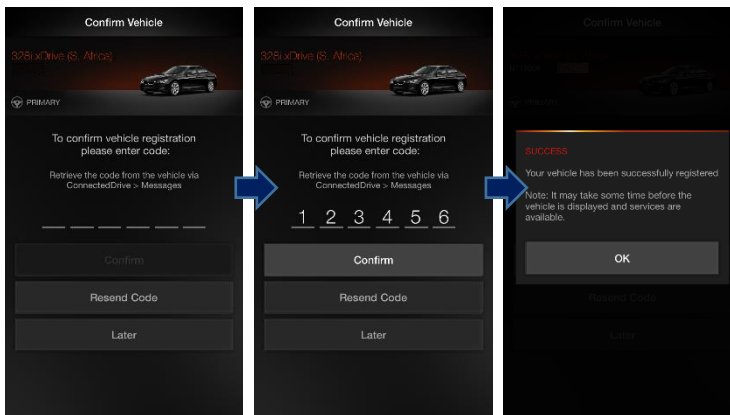 Confirm Vehicle
328i xDrive (S. Africa)
PRIMARY
To confirm vehicle registration
please enter code:
Retrieve the code from the vehicle via
ConnectedDrive > Messages
Confirm
Resend Code
Later
Confirm Vehicle
328i xDrive (S. Africa)
PRIMARY
To confirm vehicle registration
please enter code:
Retrieve the code from the vehicle via
ConnectedDrive > Messages
1 2 3 4 5 6
Confirm
Resend Code
Later
Confirm Vehicle
PRIMARY
SUCCESS
Your vehicle has been successfully registered
Note: It may take some time before the
vehicle is displayed and services are
available.
OK
Resend Code
Later